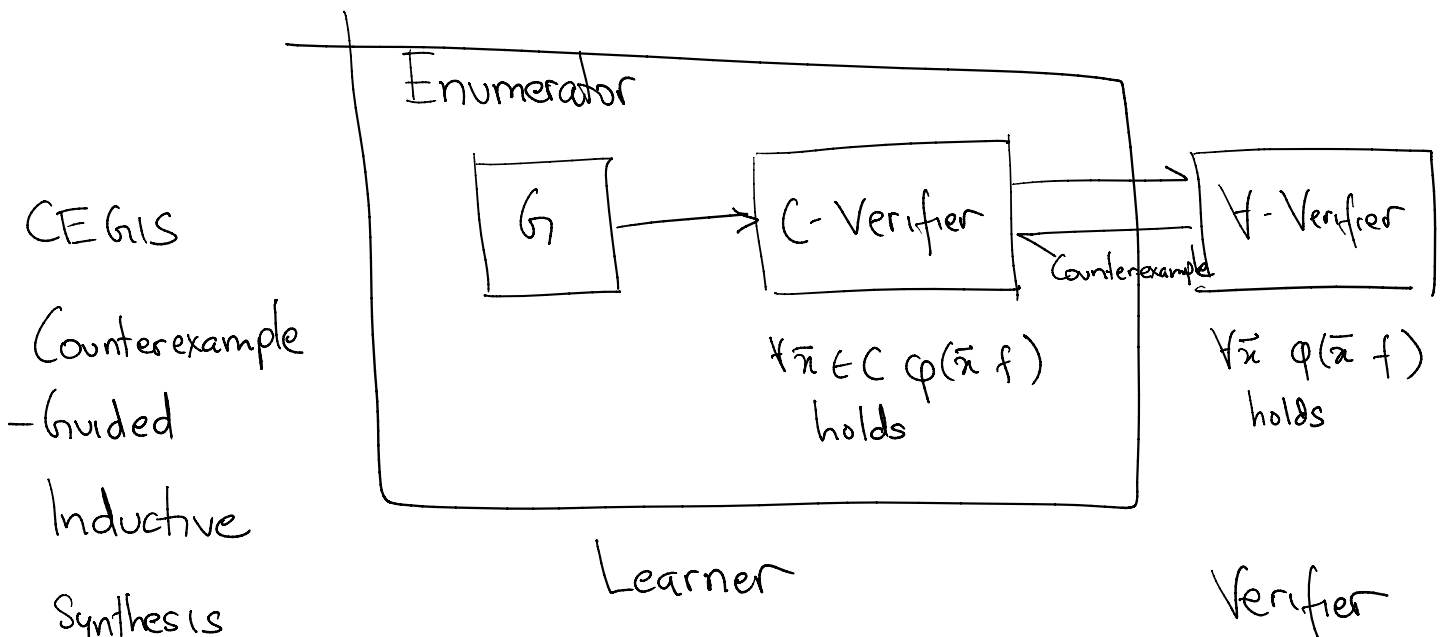 Enumerator
G
C-Verifier
∀-Verifier
Counterexample
∀x̄ ∈ C φ(x̄ f)
holds
∀x̄ φ(x̄ f)
holds
Learner
Verifier
CEGIS
Counterexample
-Guided
Inductive
Synthesis